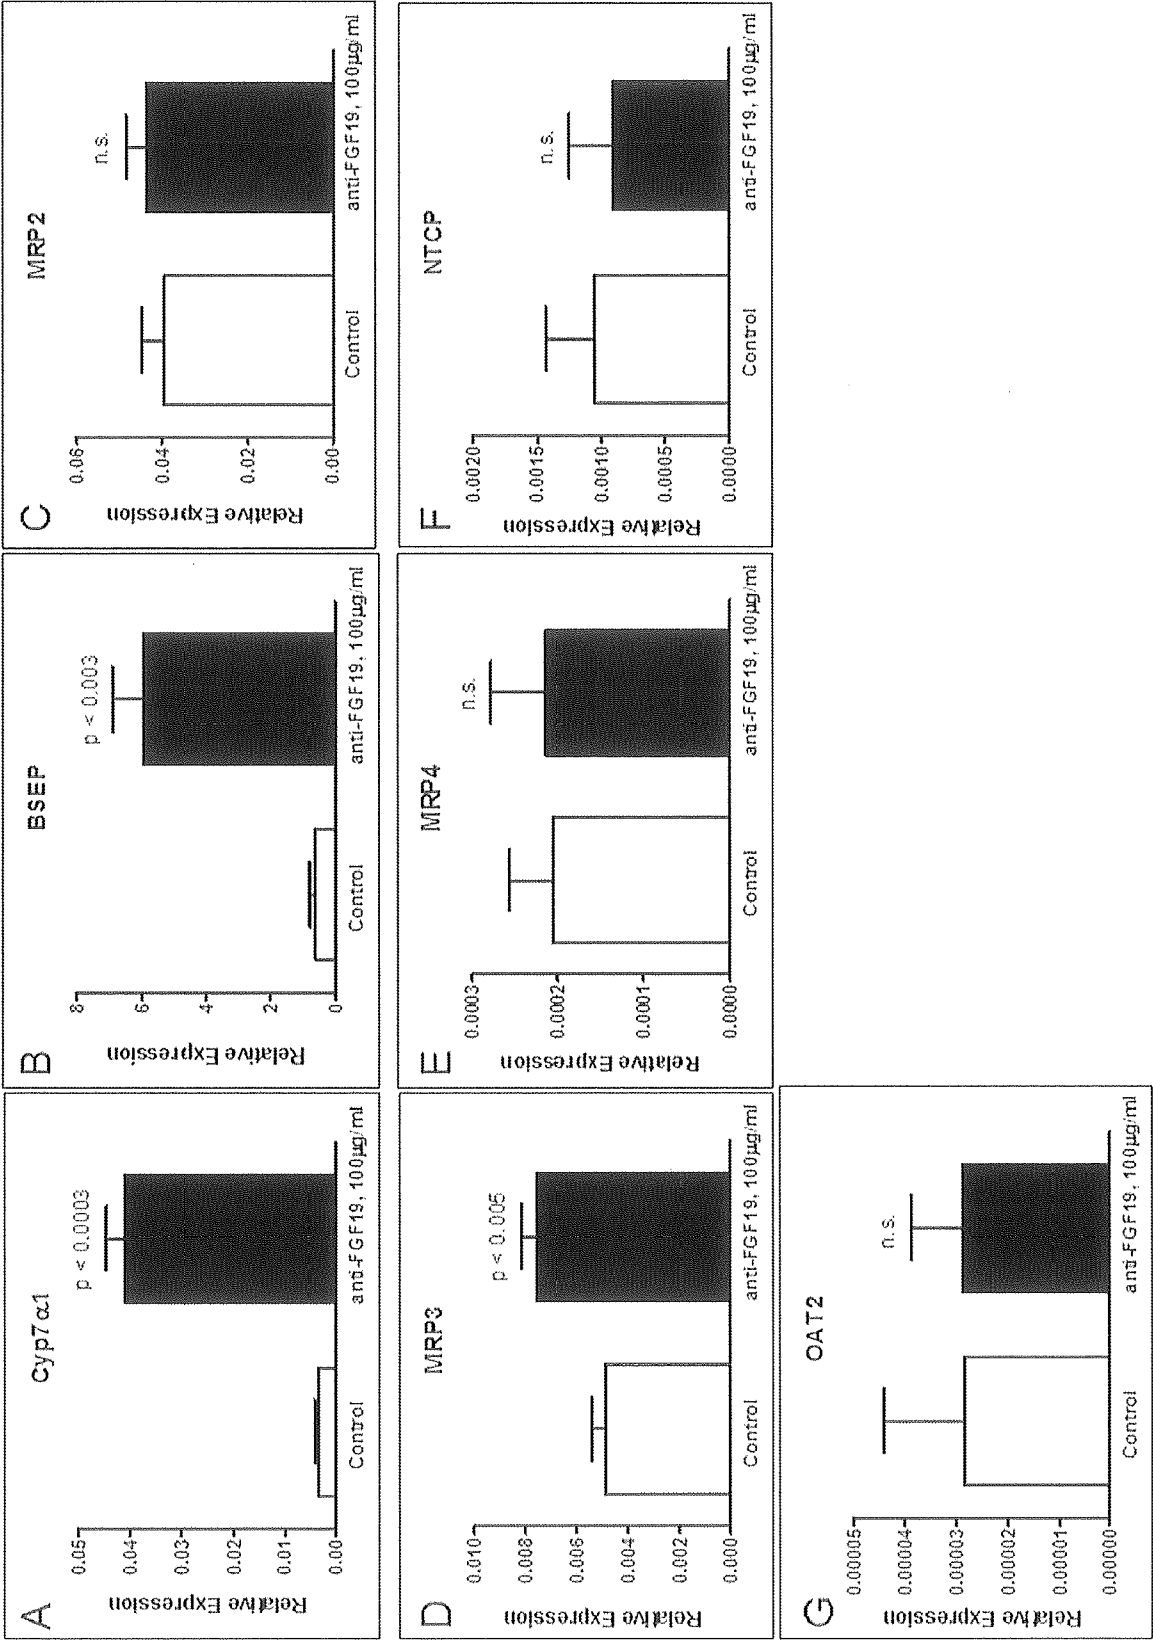 A
Cyp7α1
Relative Expression
0.05
0.04
0.03
0.02
0.01
0.00
p < 0.0003
Control
anti-FGF19, 100µg/ml
B
BSEP
Relative Expression
8
6
4
2
0
p < 0.003
Control
anti-FGF19, 100µg/ml
C
MRP2
Relative Expression
0.06
0.04
0.02
0.00
n.s.
Control
anti-FGF19, 100µg/ml
D
MRP3
Relative Expression
0.010
0.008
0.006
0.004
0.002
0.000
p < 0.005
Control
anti-FGF19, 100µg/ml
E
MRP4
Relative Expression
0.0003
0.0002
0.0001
0.0000
n.s.
Control
anti-FGF19, 100µg/ml
F
NTCP
Relative Expression
0.0020
0.0015
0.0010
0.0005
0.0000
n.s.
Control
anti-FGF19, 100µg/ml
G
OAT2
Relative Expression
0.00005
0.00004
0.00003
0.00002
0.00001
0.00000
n.s.
Control
anti-FGF19, 100µg/ml